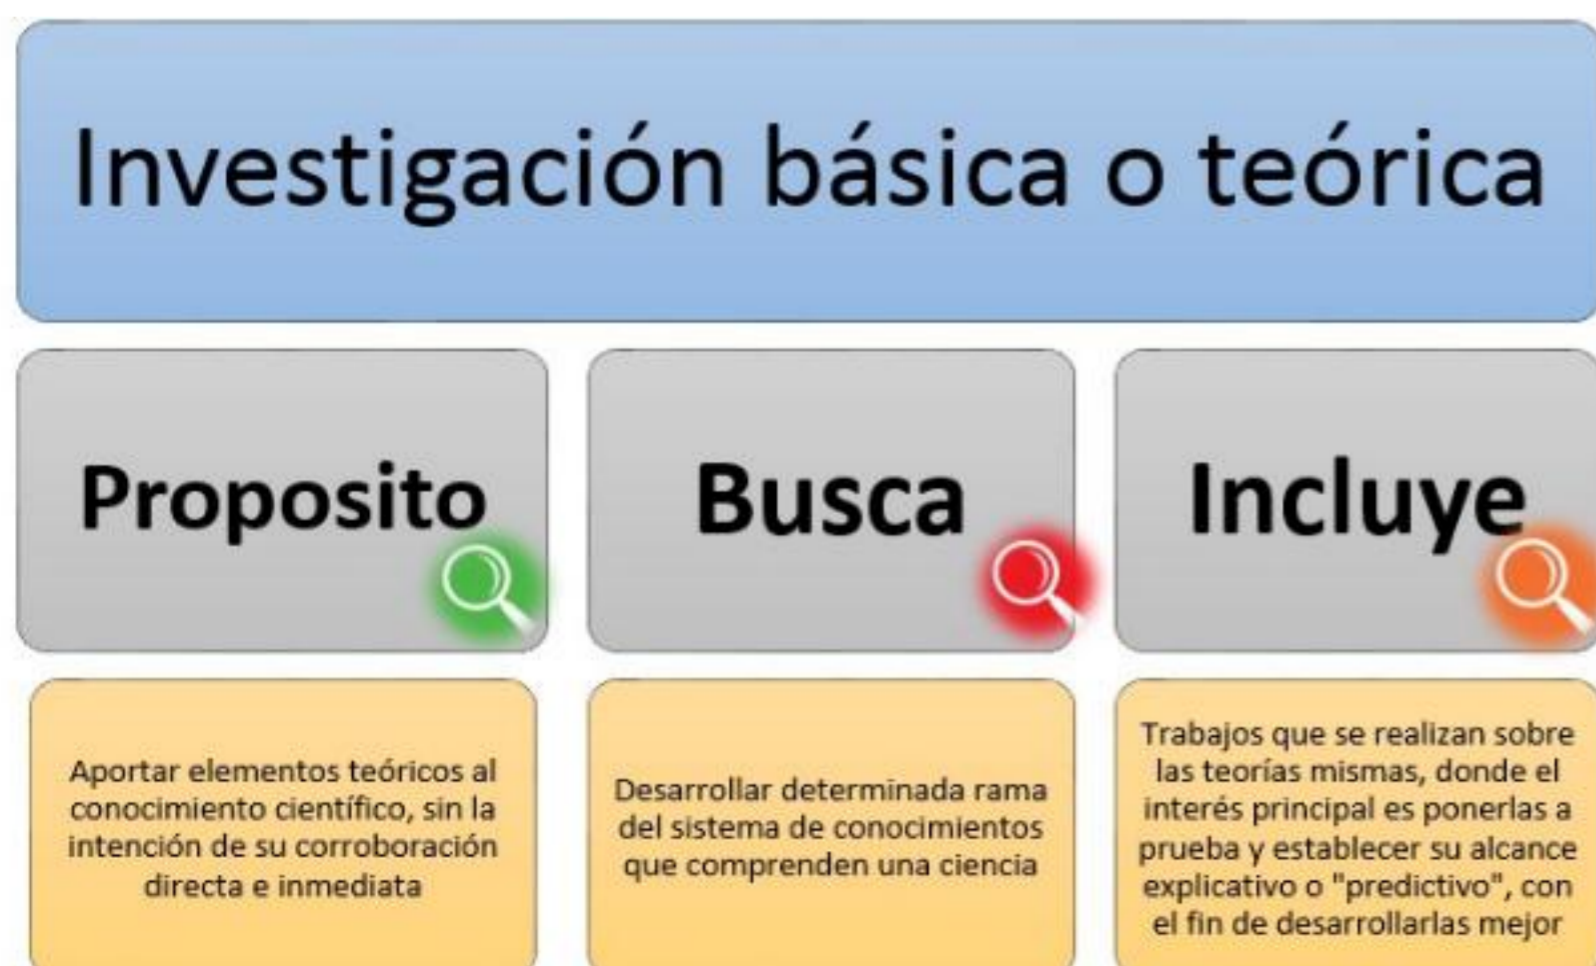 Investigación básica o teórica
Proposito
Busca
Incluye
Aportar elementos teóricos al
conocimiento científico, sin la
intención de su corroboración
directa e inmediata
Desarrollar determinada rama
del sistema de conocimientos
que comprenden una ciencia
Trabajos que se realizan sobre
las teorías mismas, donde el
interés principal es ponerlas a
prueba y establecer su alcance
explicativo o "predictivo", con
el fin de desarrollarlas mejor